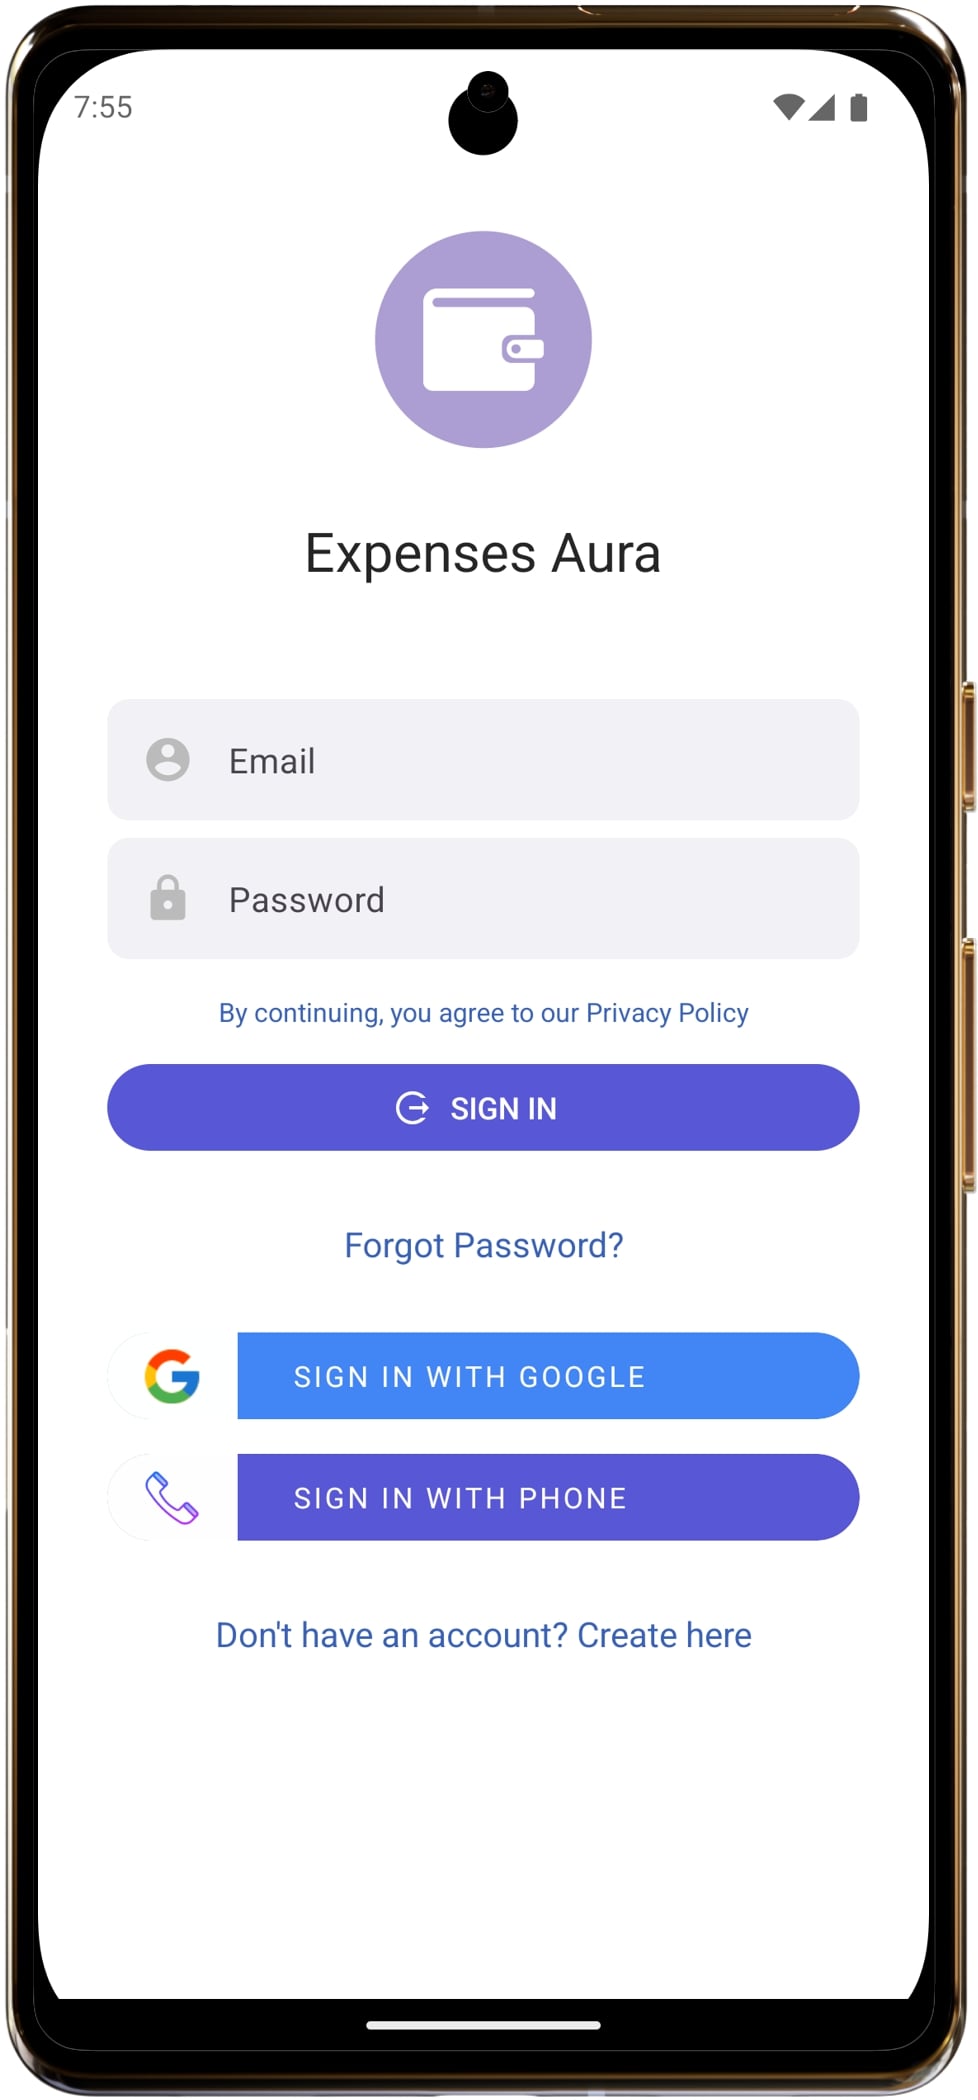 7:55
Expenses Aura
Email
Password
By continuing, you agree to our Privacy Policy
SIGN IN
Forgot Password?
SIGN IN WITH GOOGLE
SIGN IN WITH PHONE
Don't have an account? Create here